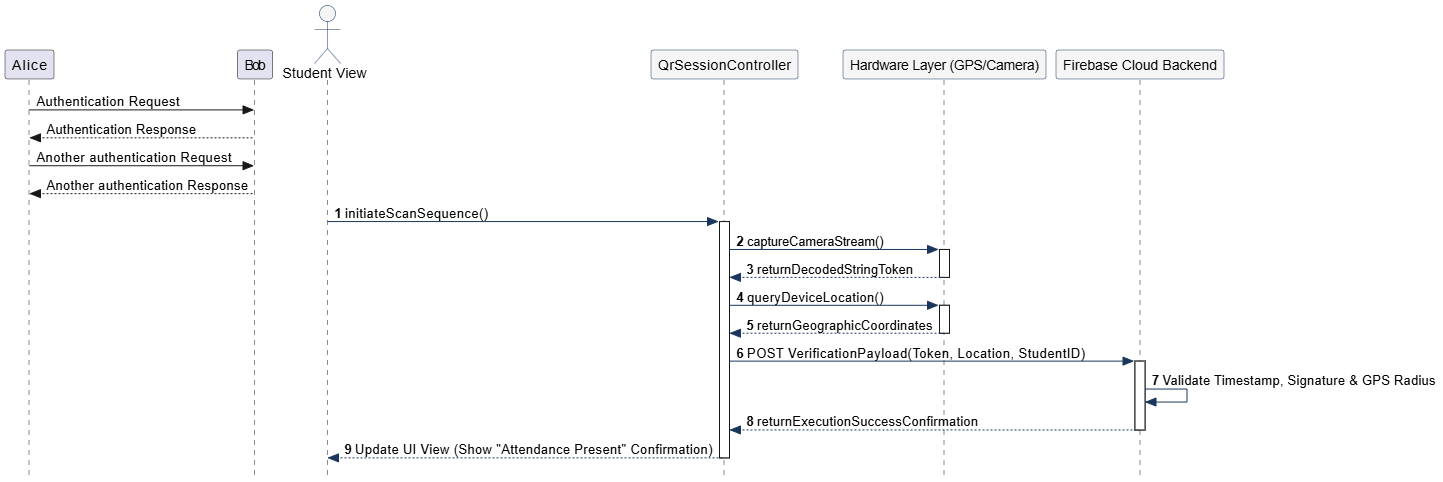 Alice
Bob
Student View
QrSessionController
Hardware Layer (GPS/Camera)
Firebase Cloud Backend
Authentication Request
Authentication Response
Another authentication Request
Another authentication Response
1 initiateScanSequence()
2 captureCameraStream()
3 returnDecodedStringToken
4 queryDeviceLocation()
5 returnGeographicCoordinates
6 POST VerificationPayload(Token, Location, StudentID)
7 Validate Timestamp, Signature & GPS Radius
8 returnExecutionSuccessConfirmation
9 Update UI View (Show "Attendance Present" Confirmation)